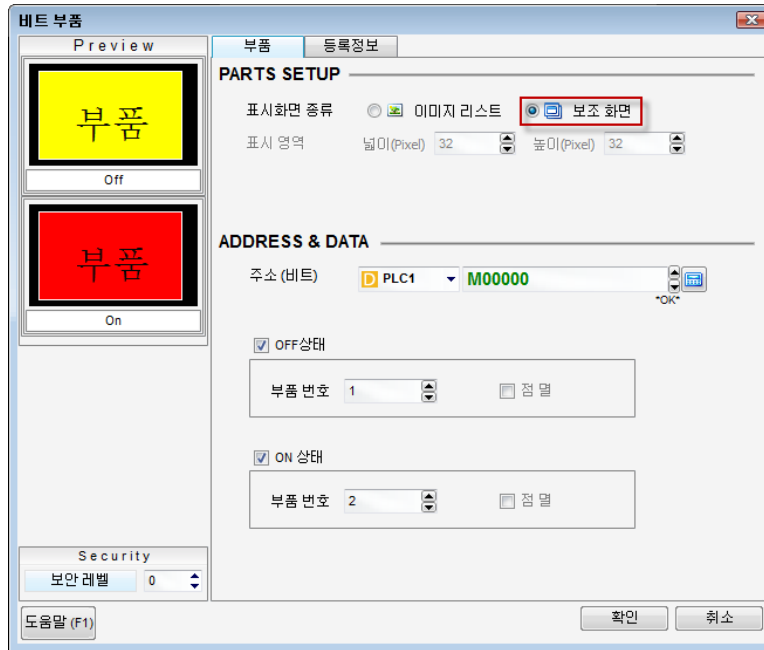 비트 부품
Preview
부품
Off
부품
On
Security
보안 레벨 0
부품 등록정보
PARTS SETUP
표시화면 종류 이미지 리스트 보조 화면
표시 영역 넓이(Pixel) 32 높이(Pixel) 32
ADDRESS & DATA
주소 (비트) D PLC1 M00000
*OK*
OFF상태
부품 번호 1 점멸
ON 상태
부품 번호 2 점멸
도움말 (F1) 확인 취소